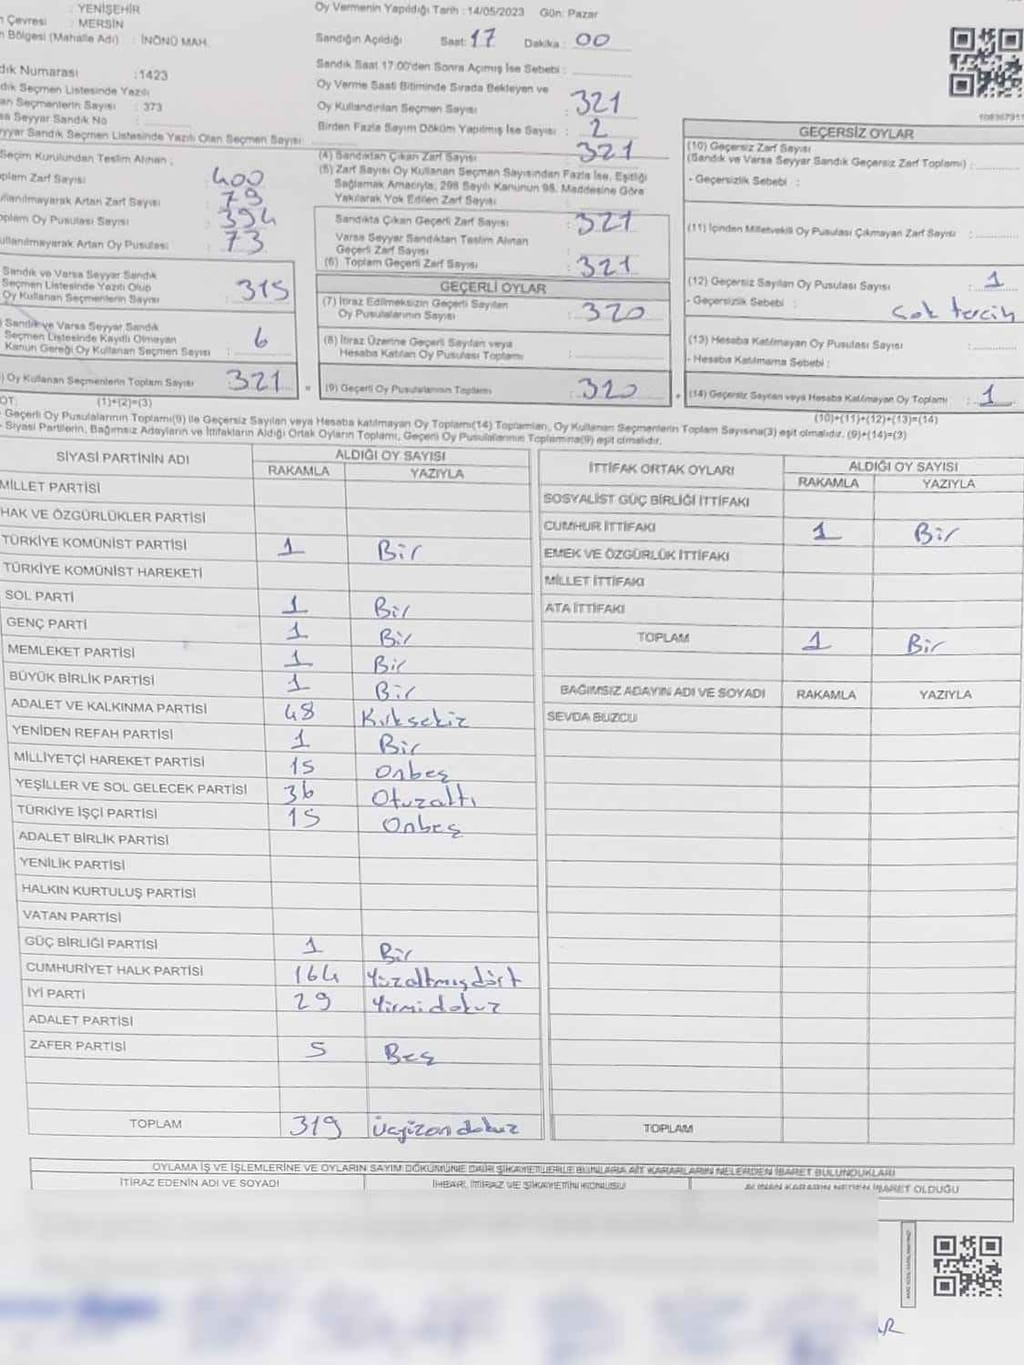 : YENİŞEHİR
n Çevresi : MERSİN
n Bölgesi (Mahalle Adı) : İNÖNÜ MAH.
dık Numarası :1423
dık Seçmen Listesinde Yazılı
an Seçmenlerin Sayısı : 373
sa Seyyar Sandık No :
yyar Sandık Seçmen Listesinde Yazılı Olan Seçmen Sayısı:
Seçim Kurulundan Teslim Alınan ;
plam Zarf Sayısı : 400
ullanılmayarak Artan Zarf Sayısı : 79
oplam Oy Pusulası Sayısı : 394
ullanılmayarak Artan Oy Pusulası : 73
Sandık ve Varsa Seyyar Sandık
Seçmen Listesinde Yazılı Olup
Oy Kullanan Seçmenlerin Sayısı : 315
) Sandık ve Varsa Seyyar Sandık
Seçmen Listesinde Kayıtlı Olmayan
Kanun Gereği Oy Kullanan Seçmen Sayısı : 6
) Oy Kullanan Seçmenlerin Toplam Sayısı 321
Oy Vermenin Yapıldığı Tarih : 14/05/2023 Gün: Pazar
Sandığın Açıldığı Saat: 17 Dakika : 00
Sandık Saat 17:00'den Sonra Açımış İse Sebebi :
Oy Verme Saati Bitiminde Sırada Bekleyen ve
Oy Kullandırılan Seçmen Sayısı : 321
Birden Fazla Sayım Döküm Yapılmış İse Sayısı : 2
(4) Sandıktan Çıkan Zarf Sayısı : 321
(5) Zarf Sayısı Oy Kullanan Seçmen Sayısından Fazla İse, Eşitliği
Sağlamak Amacıyla; 298 Sayılı Kanunun 98. Maddesine Göre
Yakılarak Yok Edilen Zarf Sayısı :
Sandıkta Çıkan Geçerli Zarf Sayısı : 321
Varsa Seyyar Sandıktan Teslim Alınan
Geçerli Zarf Sayısı :
(6) Toplam Geçerli Zarf Sayısı : 321
GEÇERLİ OYLAR
(7) İtiraz Edilmeksizin Geçerli Sayılan
Oy Pusulalarının Sayısı : 320
(8) İtiraz Üzerine Geçerli Sayılan veya
Hesaba Katılan Oy Pusulası Toplamı :
(9) Geçerli Oy Pusulalarının Toplamı : 320
GEÇERSİZ OYLAR
(10) Geçersiz Zarf Sayısı
(Sandık ve Varsa Seyyar Sandık Geçersiz Zarf Toplamı) :
- Geçersizlik Sebebi :
(11) İçinden Milletvekili Oy Pusulası Çıkmayan Zarf Sayısı :
(12) Geçersiz Sayılan Oy Pusulası Sayısı : 1
- Geçersizlik Sebebi : Çok tercih
(13) Hesaba Katılmayan Oy Pusulası Sayısı :
- Hesaba Katılmama Sebebi :
(14) Geçersiz Sayılan veya Hesaba Katılmayan Oy Toplamı : 1
OT: (1)+(2)=(3) (10)+(11)+(12)+(13)=(14)
- Geçerli Oy Pusulalarının Toplamı(9) ile Geçersiz Sayılan veya Hesaba katılmayan Oy Toplamı(14) Toplamları, Oy Kullanan Seçmenlerin Toplam Sayısına(3) eşit olmalıdır. (9)+(14)=(3)
- Siyasi Partilerin, Bağımsız Adayların ve İttifakların Aldığı Ortak Oyların Toplamı, Geçerli Oy Pusulalarının Toplamına(9) eşit olmalıdır.
SİYASİ PARTİNİN ADI ALDIĞI OY SAYISI
RAKAMLA YAZIYLA
MİLLET PARTİSİ
HAK VE ÖZGÜRLÜKLER PARTİSİ
TÜRKİYE KOMÜNİST PARTİSİ 1 Bir
TÜRKİYE KOMÜNİST HAREKETİ
SOL PARTİ 1 Bir
GENÇ PARTİ 1 Bir
MEMLEKET PARTİSİ 1 Bir
BÜYÜK BİRLİK PARTİSİ 1 Bir
ADALET VE KALKINMA PARTİSİ 48 Kırksekiz
YENİDEN REFAH PARTİSİ 1 Bir
MİLLİYETÇİ HAREKET PARTİSİ 15 Onbeş
YEŞİLLER VE SOL GELECEK PARTİSİ 36 Otuzaltı
TÜRKİYE İŞÇİ PARTİSİ 15 Onbeş
ADALET BİRLİK PARTİSİ
YENİLİK PARTİSİ
HALKIN KURTULUŞ PARTİSİ
VATAN PARTİSİ
GÜÇ BİRLİĞİ PARTİSİ 1 Bir
CUMHURİYET HALK PARTİSİ 164 Yüzaltmışdört
İYİ PARTİ 29 Yirmidokuz
ADALET PARTİSİ
ZAFER PARTİSİ 5 Beş
TOPLAM 319 Üçyüzondokuz
İTTİFAK ORTAK OYLARI ALDIĞI OY SAYISI
RAKAMLA YAZIYLA
SOSYALİST GÜÇ BİRLİĞİ İTTİFAKI
CUMHUR İTTİFAKI 1 Bir
EMEK VE ÖZGÜRLÜK İTTİFAKI
MİLLET İTTİFAKI
ATA İTTİFAKI
TOPLAM 1 Bir
BAĞIMSIZ ADAYIN ADI VE SOYADI RAKAMLA YAZIYLA
SEVDA BUZCU
TOPLAM
OYLAMA İŞ VE İŞLEMLERİNE VE OYLARIN SAYIM DÖKÜMÜNE DAİR ŞİKAYETLERLE BUNLARA AİT KARARLARIN NELERDEN İBARET BULUNDUKLARI
İTİRAZ EDENİN ADI VE SOYADI İHBAR, İTİRAZ VE ŞİKAYETİN KONUSU ALINAN KARARIN NEDEN İBARET OLDUĞU